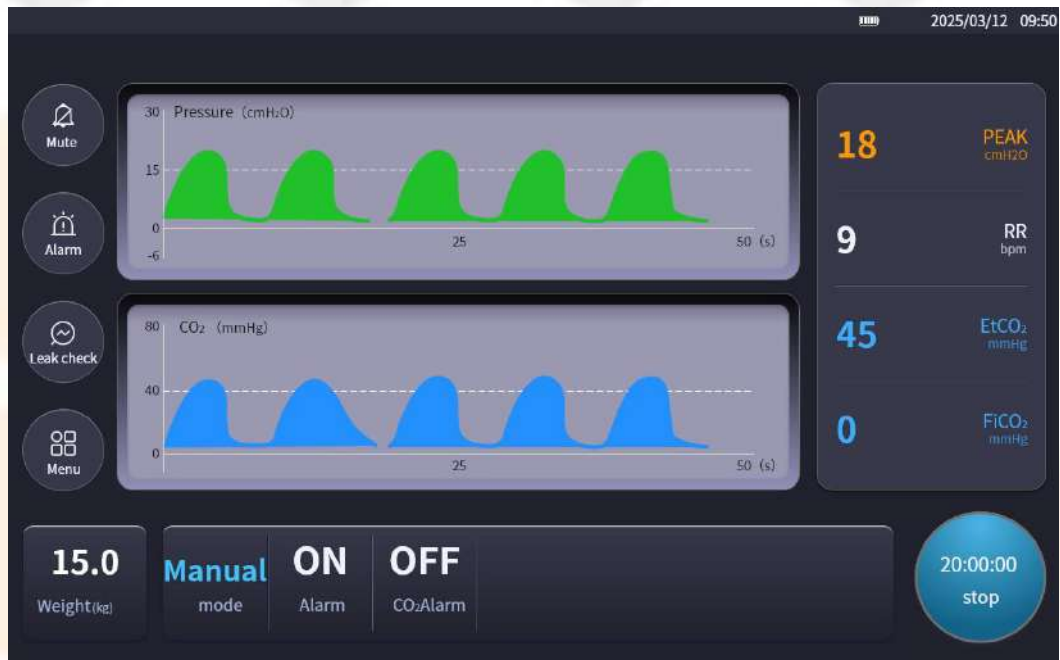 2025/03/12 09:50
Mute
Alarm
Leak check
Menu
Pressure (cmH₂O)
30
15
0
-6
25
50 (s)
CO₂ (mmHg)
80
40
0
25
50 (s)
18 PEAK
cmH2O
9 RR
bpm
45 EtCO₂
mmHg
0 FiCO₂
mmHg
15.0
Weight(kg)
Manual
mode
ON
Alarm
OFF
CO₂Alarm
20:00:00
stop